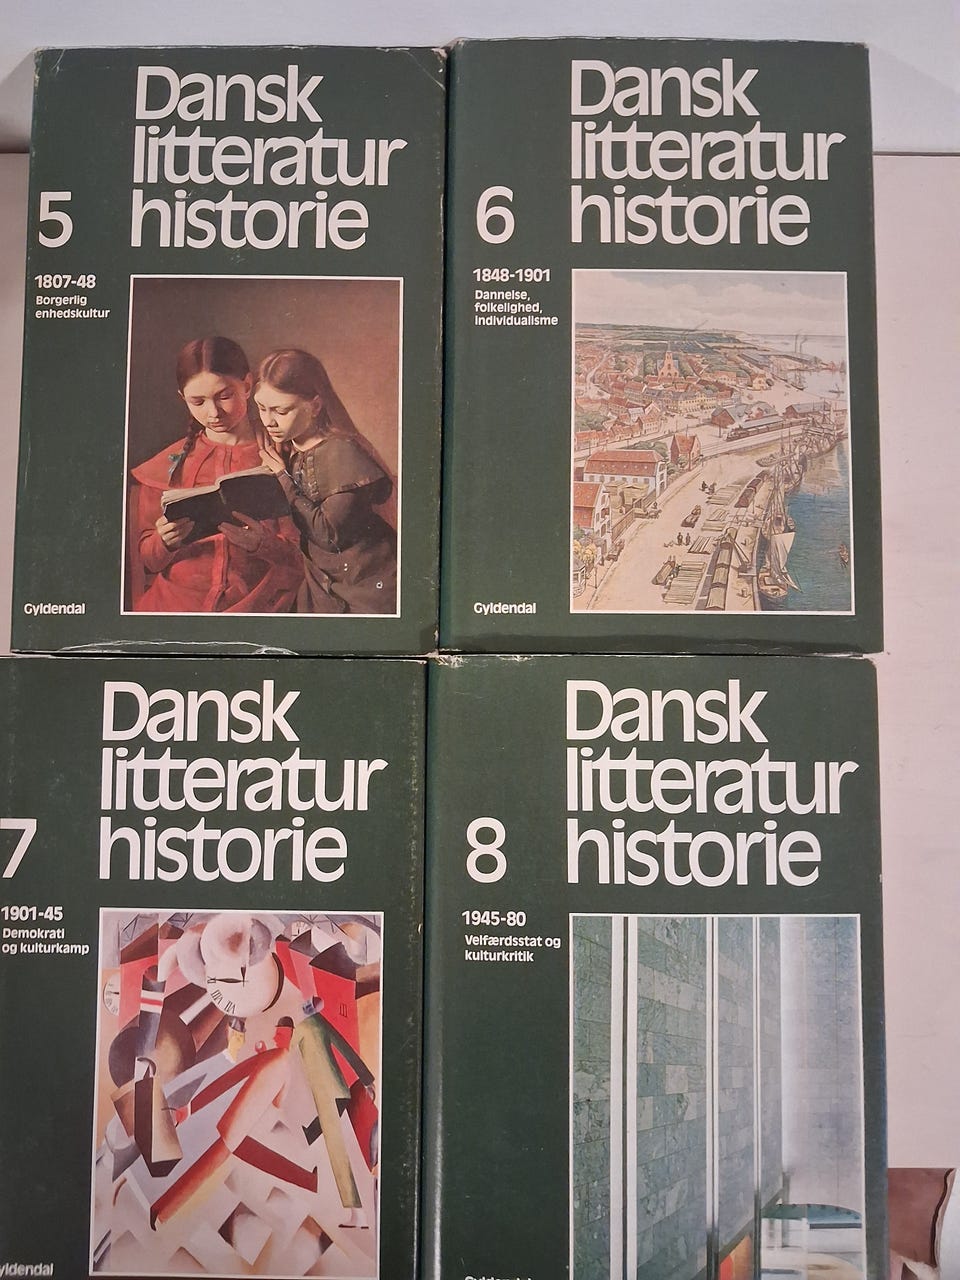 Dansk
litteratur
historie
5
1807-48
Borgerlig
enhedskultur
Gyldendal
Dansk
litteratur
historie
6
1848-1901
Dannelse,
folkelighed,
individualisme
Gyldendal
Dansk
litteratur
historie
7
1901-45
Demokrati
og kulturkamp
yldendal
Dansk
litteratur
historie
8
1945-80
Velfærdsstat og
kulturkritik